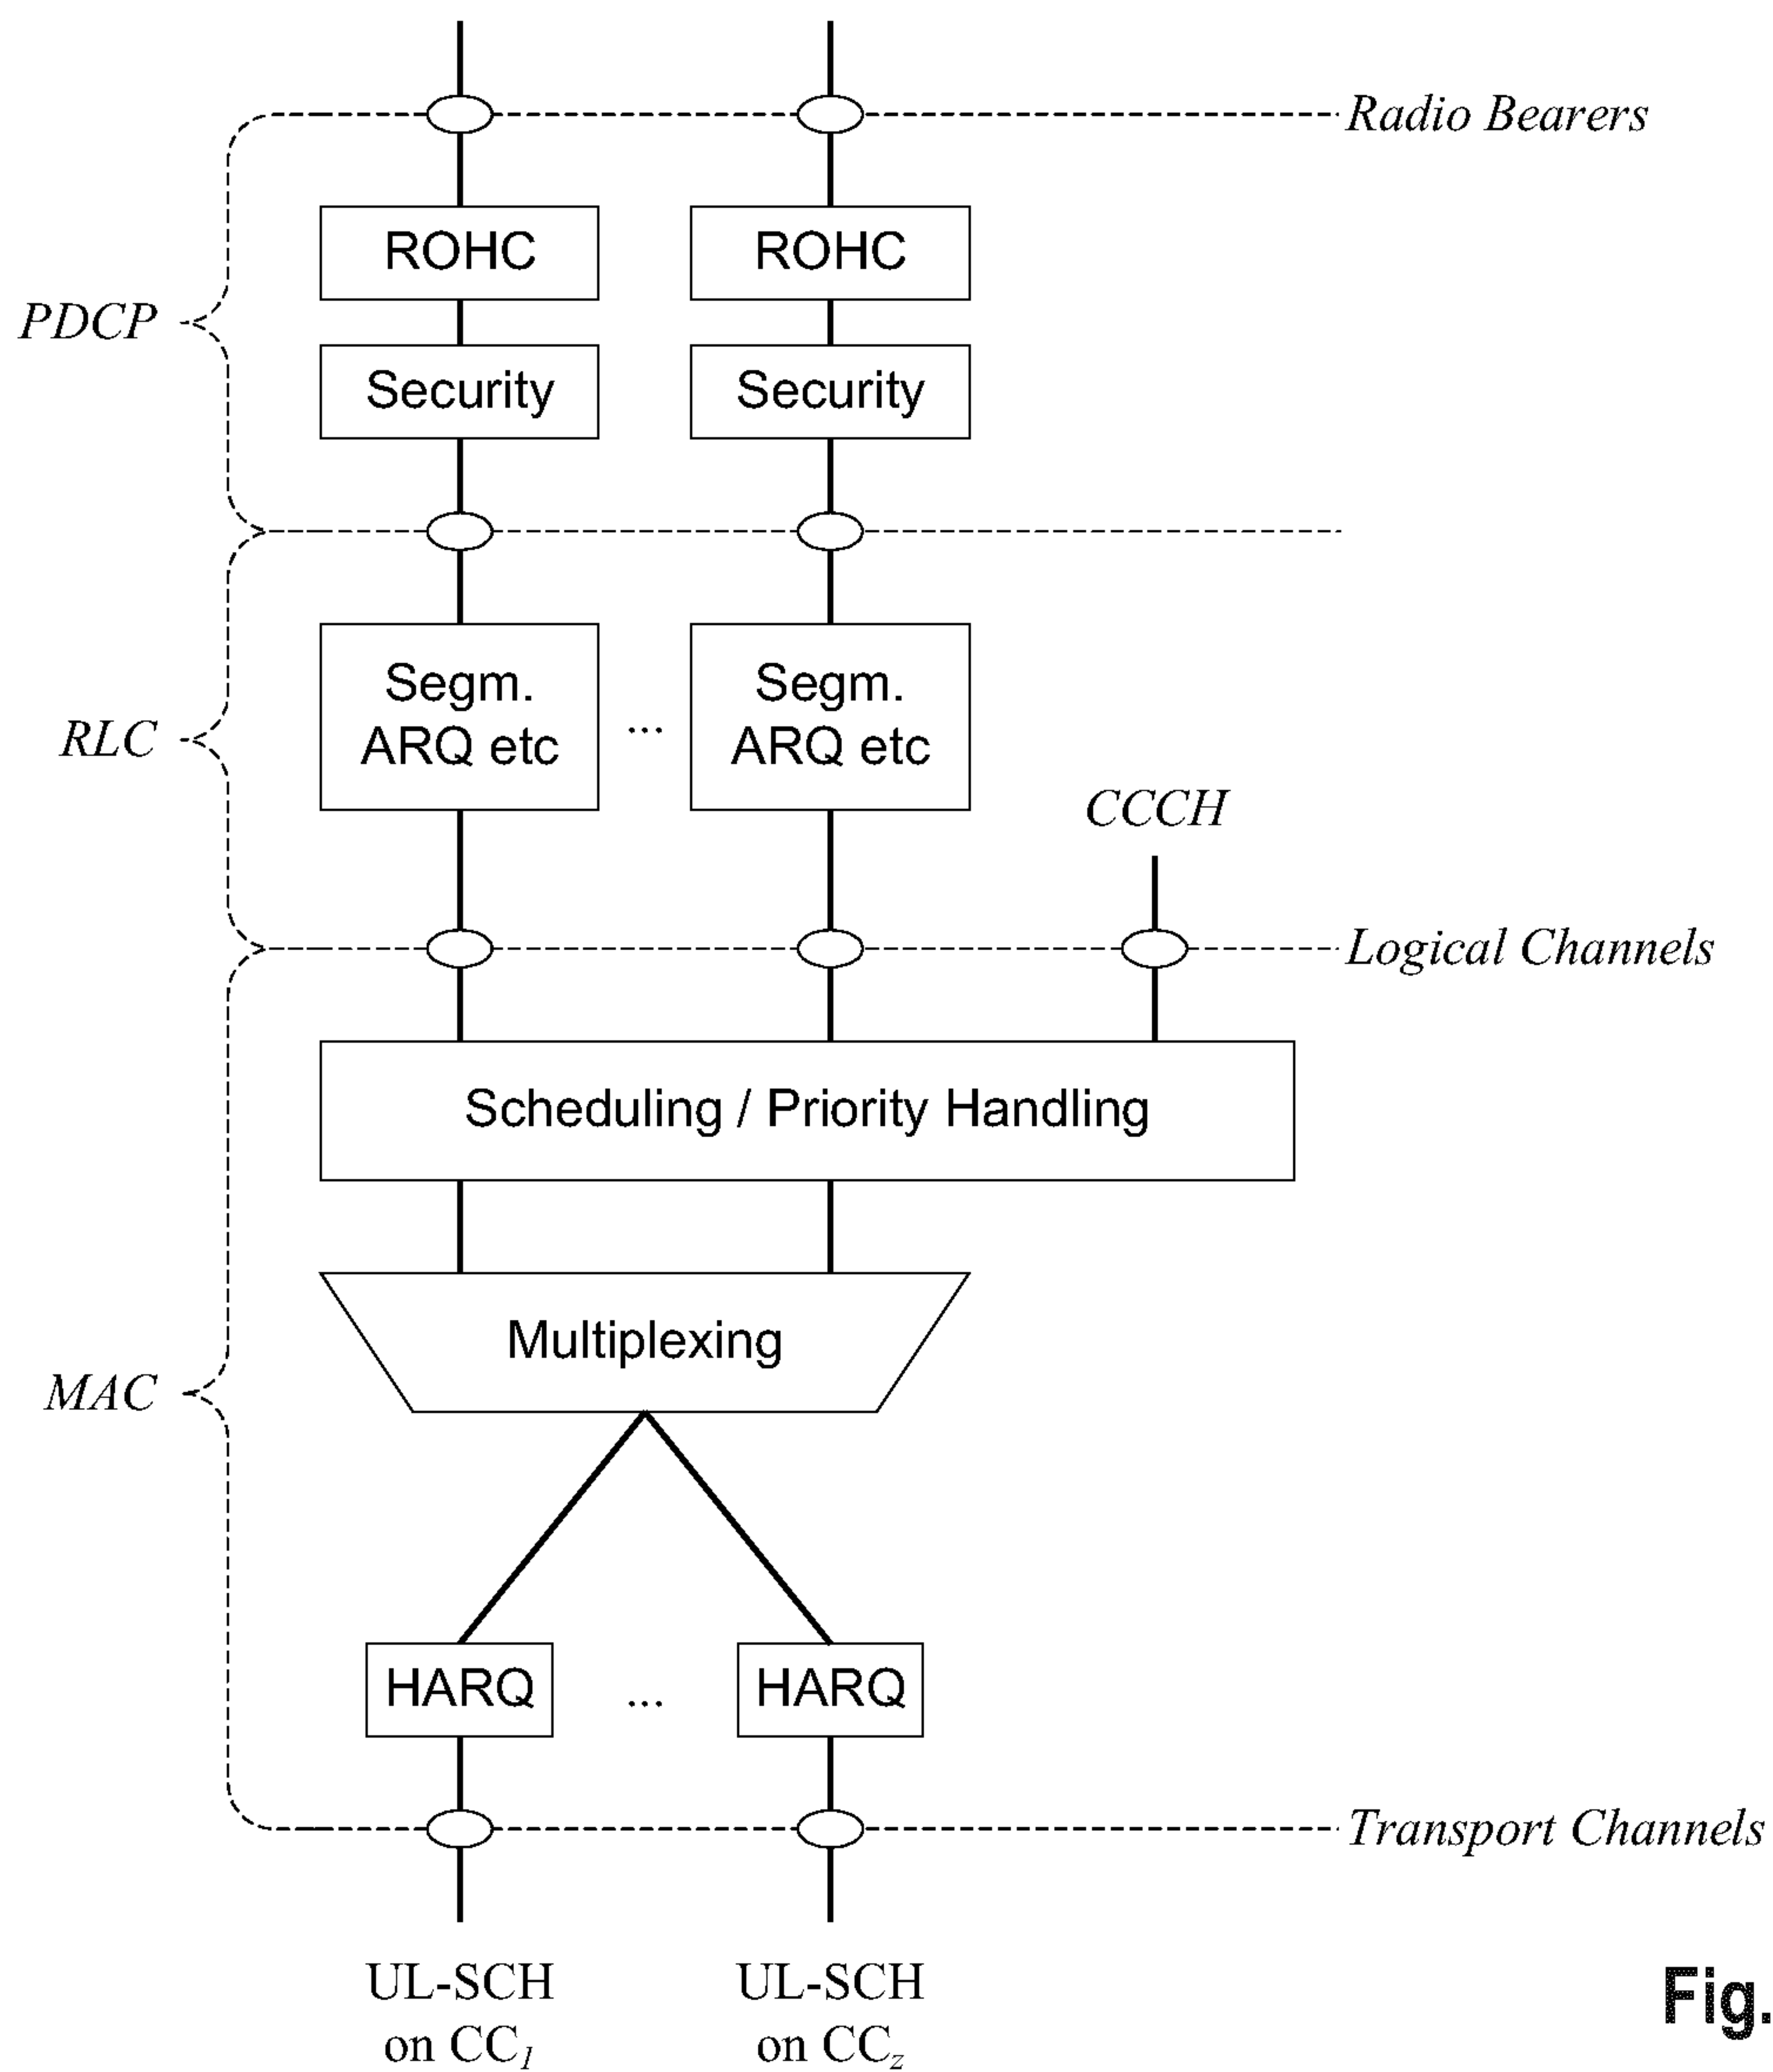 Radio Bearers
ROHC ROHC
PDCP
Security Security
Segm. Segm.
RLC ARQ etc ... ARQ etc
CCCH
Logical Channels
Scheduling / Priority Handling
Multiplexing
MAC
HARQ ... HARQ
Transport Channels
UL-SCH UL-SCH
on CC1 on CCz
Fig.